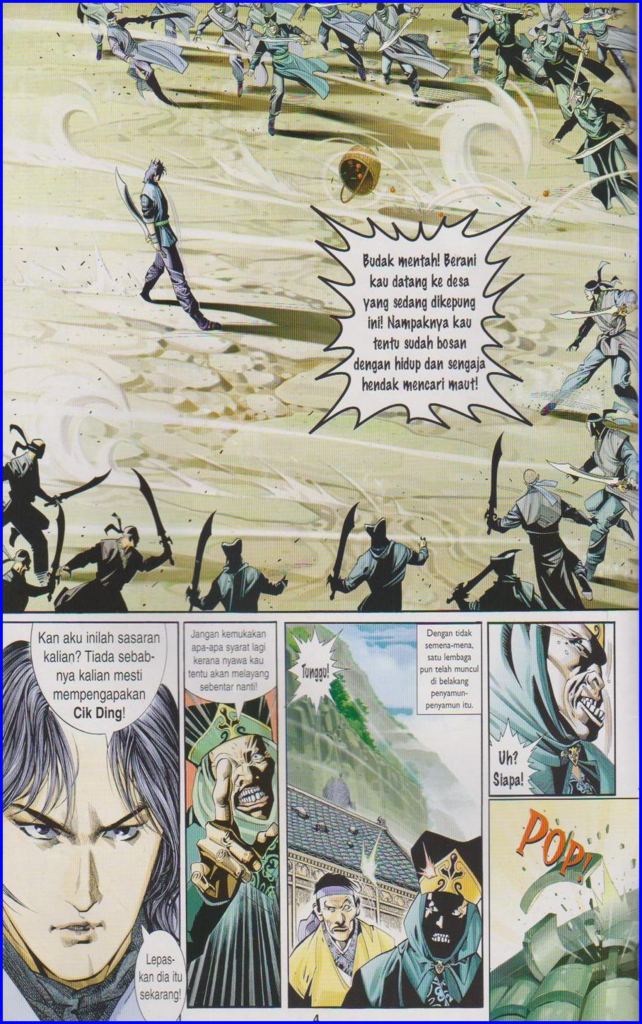 Budak mentah! Berani
kau datang ke desa
yang sedang dikepung
ini! Nampaknya kau
tentu sudah bosan
dengan hidup dan sengaja
hendak mencari maut!
Kan aku inilah sasaran
kalian? Tiada sebab-
nya kalian mesti
mempengapakan
Cik Ding!
Lepas-
kan dia itu
sekarang!
Jangan kemukakan
apa-apa syarat lagi
kerana nyawa kau
tentu akan melayang
sebentar nanti!
Tunggu!
Dengan tidak
semena-mena,
satu lembaga
pun telah muncul
di belakang
penyamun-
penyamun itu.
Uh?
Siapa!
POP!
4